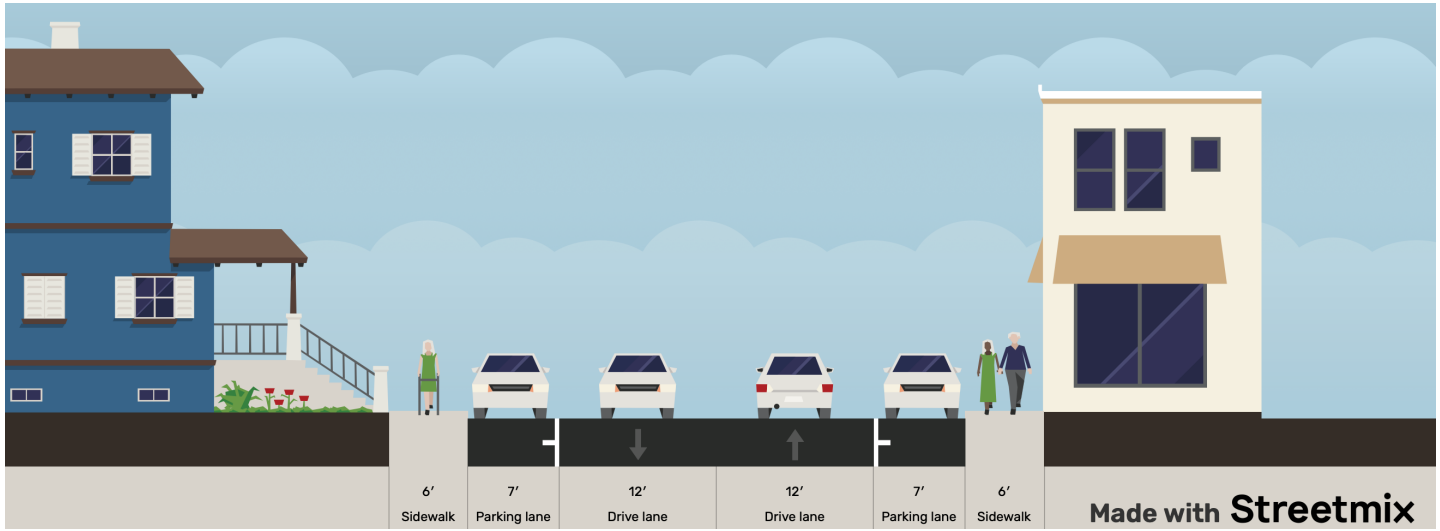 6′
Sidewalk
7′
Parking lane
12′
Drive lane
12′
Drive lane
7′
Parking lane
6′
Sidewalk
Made with Streetmix